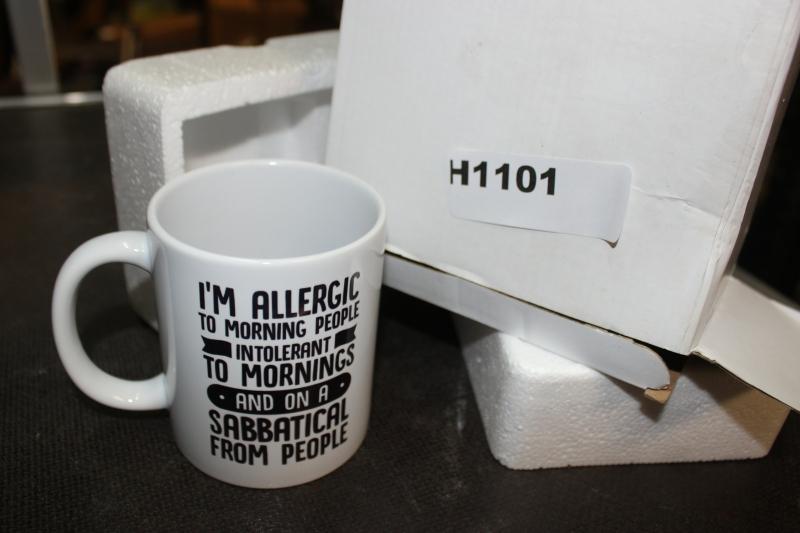 I'M ALLERGIC
TO MORNING PEOPLE
INTOLERANT
TO MORNINGS
AND ON A
SABBATICAL
FROM PEOPLE
H1101